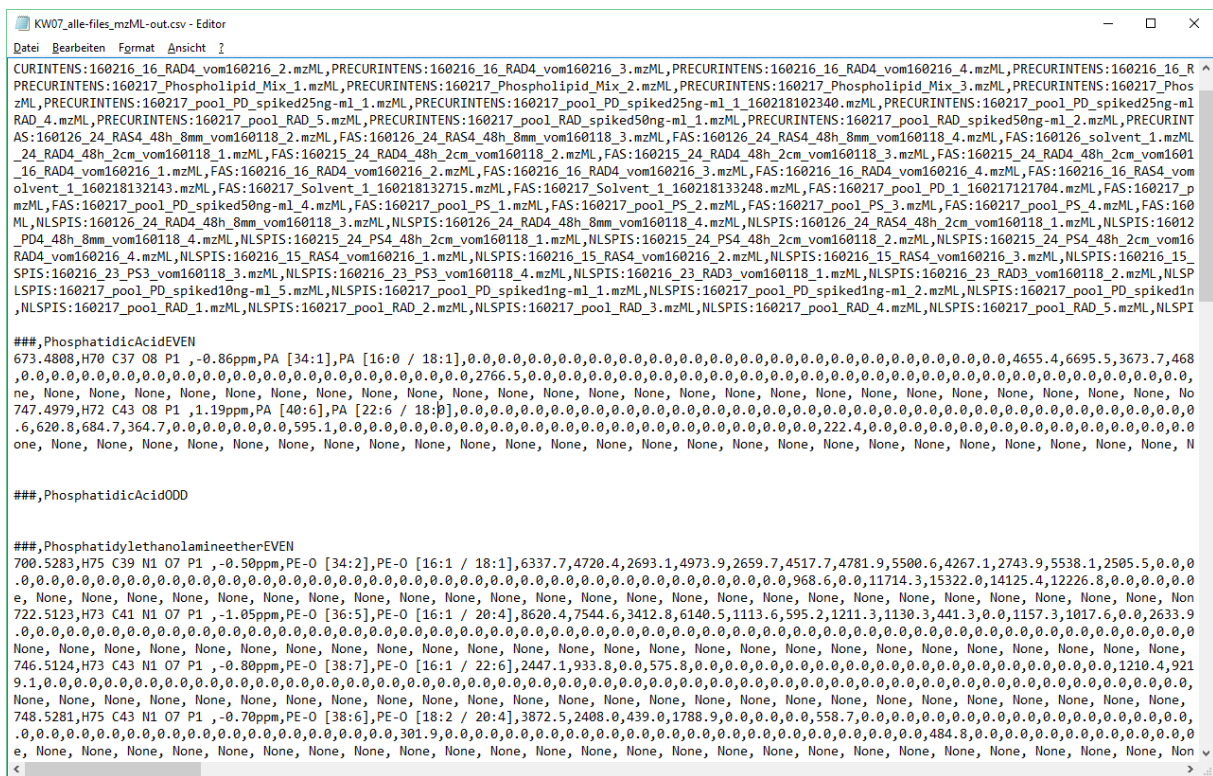 KW07_alle-files_mzML-out.csv - Editor
Datei Bearbeiten Format Ansicht ?
CURINTENS:160216_16_RAD4_vom160216_2.mzML,PRECURINTENS:160216_16_RAD4_vom160216_3.mzML,PRECURINTENS:160216_16_RAD4_vom160216_4.mzML,PRECURINTENS:160216_16_R
PRECURINTENS:160217_Phospholipid_Mix_1.mzML,PRECURINTENS:160217_Phospholipid_Mix_2.mzML,PRECURINTENS:160217_Phospholipid_Mix_3.mzML,PRECURINTENS:160217_Phos
zML,PRECURINTENS:160217_pool_PD_spiked25ng-ml_1.mzML,PRECURINTENS:160217_pool_PD_spiked25ng-ml_1_160218102340.mzML,PRECURINTENS:160217_pool_PD_spiked25ng-ml
RAD_4.mzML,PRECURINTENS:160217_pool_RAD_5.mzML,PRECURINTENS:160217_pool_RAD_spiked50ng-ml_1.mzML,PRECURINTENS:160217_pool_RAD_spiked50ng-ml_2.mzML,PRECURINT
AS:160126_24_RAS4_48h_8mm_vom160118_2.mzML,FAS:160126_24_RAS4_48h_8mm_vom160118_3.mzML,FAS:160126_24_RAS4_48h_8mm_vom160118_4.mzML,FAS:160126_solvent_1.mzML
_24_RAD4_48h_2cm_vom160118_1.mzML,FAS:160215_24_RAD4_48h_2cm_vom160118_2.mzML,FAS:160215_24_RAD4_48h_2cm_vom160118_3.mzML,FAS:160215_24_RAD4_48h_2cm_vom1601
_16_RAD4_vom160216_1.mzML,FAS:160216_16_RAD4_vom160216_2.mzML,FAS:160216_16_RAD4_vom160216_3.mzML,FAS:160216_16_RAD4_vom160216_4.mzML,FAS:160216_16_RAS4_vom
olvent_1_160218132143.mzML,FAS:160217_Solvent_1_160218132715.mzML,FAS:160217_Solvent_1_160218133248.mzML,FAS:160217_pool_PD_1_160217121704.mzML,FAS:160217_p
mzML,FAS:160217_pool_PD_spiked50ng-ml_4.mzML,FAS:160217_pool_PS_1.mzML,FAS:160217_pool_PS_2.mzML,FAS:160217_pool_PS_3.mzML,FAS:160217_pool_PS_4.mzML,FAS:160
ML,NLSPIS:160126_24_RAD4_48h_8mm_vom160118_3.mzML,NLSPIS:160126_24_RAD4_48h_8mm_vom160118_4.mzML,NLSPIS:160126_24_RAS4_48h_2cm_vom160118_1.mzML,NLSPIS:16012
_PD4_48h_8mm_vom160118_4.mzML,NLSPIS:160215_24_PS4_48h_2cm_vom160118_1.mzML,NLSPIS:160215_24_PS4_48h_2cm_vom160118_2.mzML,NLSPIS:160215_24_PS4_48h_2cm_vom16
RAD4_vom160216_4.mzML,NLSPIS:160216_15_RAS4_vom160216_1.mzML,NLSPIS:160216_15_RAS4_vom160216_2.mzML,NLSPIS:160216_15_RAS4_vom160216_3.mzML,NLSPIS:160216_15_
SPIS:160216_23_PS3_vom160118_3.mzML,NLSPIS:160216_23_PS3_vom160118_4.mzML,NLSPIS:160216_23_RAD3_vom160118_1.mzML,NLSPIS:160216_23_RAD3_vom160118_2.mzML,NLSP
LSPIS:160217_pool_PD_spiked10ng-ml_5.mzML,NLSPIS:160217_pool_PD_spiked1ng-ml_1.mzML,NLSPIS:160217_pool_PD_spiked1ng-ml_2.mzML,NLSPIS:160217_pool_PD_spiked1n
,NLSPIS:160217_pool_RAD_1.mzML,NLSPIS:160217_pool_RAD_2.mzML,NLSPIS:160217_pool_RAD_3.mzML,NLSPIS:160217_pool_RAD_4.mzML,NLSPIS:160217_pool_RAD_5.mzML,NLSPI
###,PhosphatidicAcidEVEN
673.4808,H70 C37 O8 P1 ,-0.86ppm,PA [34:1],PA [16:0 / 18:1],0.0,0.0,0.0,0.0,0.0,0.0,0.0,0.0,0.0,0.0,0.0,0.0,0.0,0.0,0.0,0.0,0.0,0.0,4655.4,6695.5,3673.7,468
,0.0,0.0,0.0,0.0,0.0,0.0,0.0,0.0,0.0,0.0,0.0,0.0,0.0,0.0,0.0,2766.5,0.0,0.0,0.0,0.0,0.0,0.0,0.0,0.0,0.0,0.0,0.0,0.0,0.0,0.0,0.0,0.0,0.0,0.0,0.0,0.0,0.0,0.0,
ne, None, None, None, None, None, None, None, None, None, None, None, None, None, None, None, None, None, None, None, None, None, None, None, None, None, No
747.4979,H72 C43 O8 P1 ,1.19ppm,PA [40:6],PA [22:6 / 18:0],0.0,0.0,0.0,0.0,0.0,0.0,0.0,0.0,0.0,0.0,0.0,0.0,0.0,0.0,0.0,0.0,0.0,0.0,0.0,0.0,0.0,0.0,0.0,0.0,0
.6,620.8,684.7,364.7,0.0,0.0,0.0,0.0,595.1,0.0,0.0,0.0,0.0,0.0,0.0,0.0,0.0,0.0,0.0,0.0,0.0,0.0,0.0,0.0,0.0,222.4,0.0,0.0,0.0,0.0,0.0,0.0,0.0,0.0,0.0,0.0,0.0
one, None, None, None, None, None, None, None, None, None, None, None, None, None, None, None, None, None, None, None, None, None, None, None, None, None, N
###,PhosphatidicAcidODD
###,PhosphatidylethanolamineetherEVEN
700.5283,H75 C39 N1 O7 P1 ,-0.50ppm,PE-O [34:2],PE-O [16:1 / 18:1],6337.7,4720.4,2693.1,4973.9,2659.7,4517.7,4781.9,5500.6,4267.1,2743.9,5538.1,2505.5,0.0,0
.0,0.0,0.0,0.0,0.0,0.0,0.0,0.0,0.0,0.0,0.0,0.0,0.0,0.0,0.0,0.0,0.0,0.0,0.0,0.0,0.0,0.0,0.0,0.0,0.0,0.0,968.6,0.0,11714.3,15322.0,14125.4,12226.8,0.0,0.0,0.0
e, None, None, None, None, None, None, None, None, None, None, None, None, None, None, None, None, None, None, None, None, None, None, None, None, None, Non
722.5123,H73 C41 N1 O7 P1 ,-1.05ppm,PE-O [36:5],PE-O [16:1 / 20:4],8620.4,7544.6,3412.8,6140.5,1113.6,595.2,1211.3,1130.3,441.3,0.0,1157.3,1017.6,0.0,2633.9
.0,0.0,0.0,0.0,0.0,0.0,0.0,0.0,0.0,0.0,0.0,0.0,0.0,0.0,0.0,0.0,0.0,0.0,0.0,0.0,0.0,0.0,0.0,0.0,0.0,0.0,0.0,0.0,0.0,0.0,0.0,0.0,0.0,0.0,0.0,0.0,0.0,0.0,0.0,0
None, None, None, None, None, None, None, None, None, None, None, None, None, None, None, None, None, None, None, None, None, None, None, None, None, None,
746.5124,H73 C43 N1 O7 P1 ,-0.80ppm,PE-O [38:7],PE-O [16:1 / 22:6],2447.1,933.8,0.0,575.8,0.0,0.0,0.0,0.0,0.0,0.0,0.0,0.0,0.0,0.0,0.0,0.0,0.0,0.0,1210.4,921
9.1,0.0,0.0,0.0,0.0,0.0,0.0,0.0,0.0,0.0,0.0,0.0,0.0,0.0,0.0,0.0,0.0,0.0,0.0,0.0,0.0,0.0,0.0,0.0,0.0,0.0,0.0,0.0,0.0,0.0,0.0,0.0,0.0,0.0,0.0,0.0,0.0,0.0,0.0,
None, None, None, None, None, None, None, None, None, None, None, None, None, None, None, None, None, None, None, None, None, None, None, None, None, None,
748.5281,H75 C43 N1 O7 P1 ,-0.70ppm,PE-O [38:6],PE-O [18:2 / 20:4],3872.5,2408.0,439.0,1788.9,0.0,0.0,0.0,558.7,0.0,0.0,0.0,0.0,0.0,0.0,0.0,0.0,0.0,0.0,0.0,
.0,0.0,0.0,0.0,0.0,0.0,0.0,0.0,0.0,0.0,0.0,0.0,0.0,301.9,0.0,0.0,0.0,0.0,0.0,0.0,0.0,0.0,0.0,0.0,0.0,0.0,0.0,0.0,0.0,0.0,484.8,0.0,0.0,0.0,0.0,0.0,0.0,0.0,0
e, None, None, None, None, None, None, None, None, None, None, None, None, None, None, None, None, None, None, None, None, None, None, None, None, None, Non